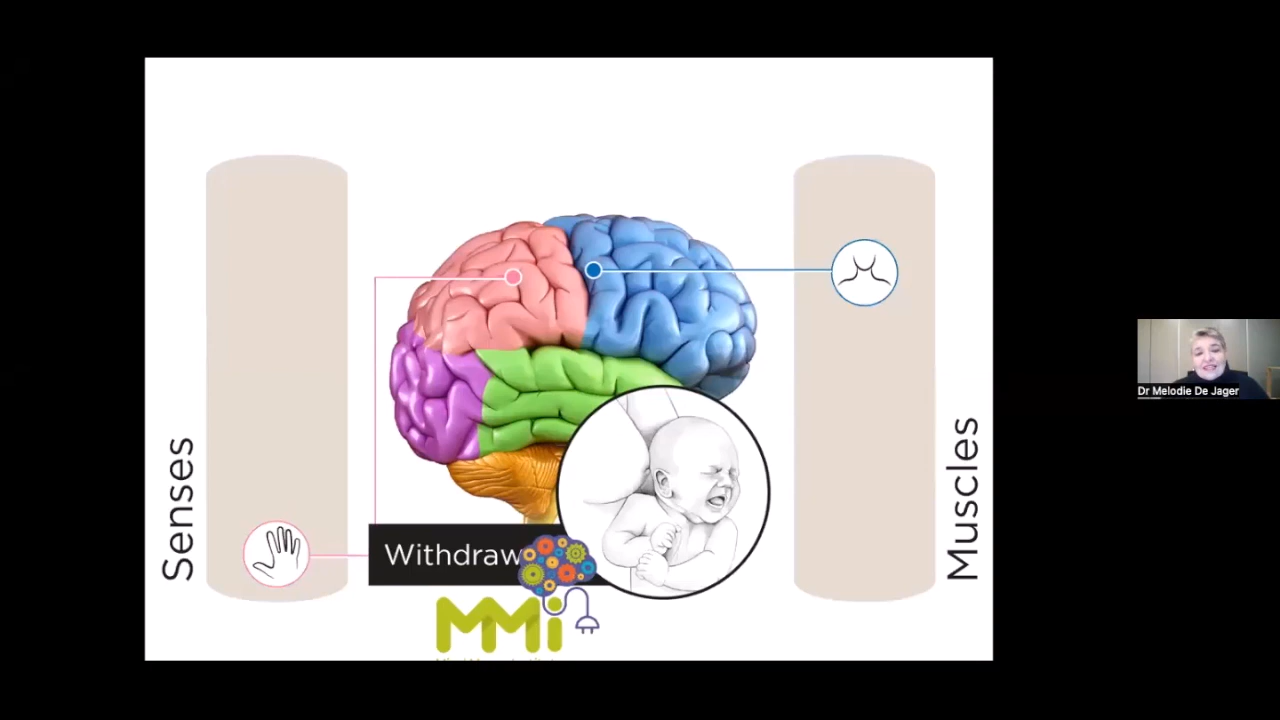 Senses
Withdraw
MMi
Muscles
Dr Melodie De Jager